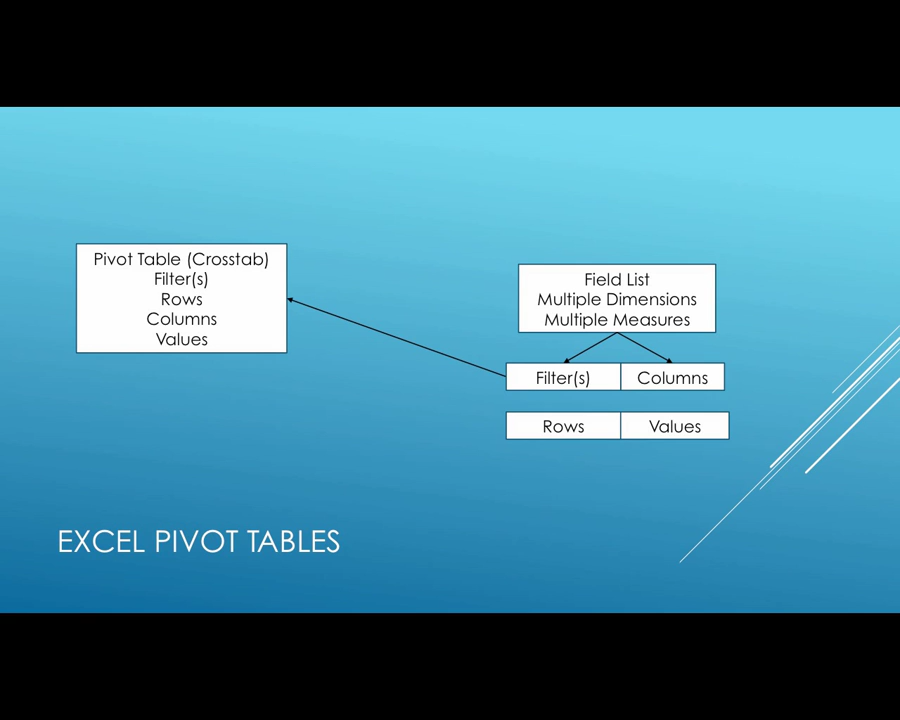 Pivot Table (Crosstab)
Filter(s)
Rows
Columns
Values
Field List
Multiple Dimensions
Multiple Measures
Filter(s)
Columns
Rows
Values
EXCEL PIVOT TABLES